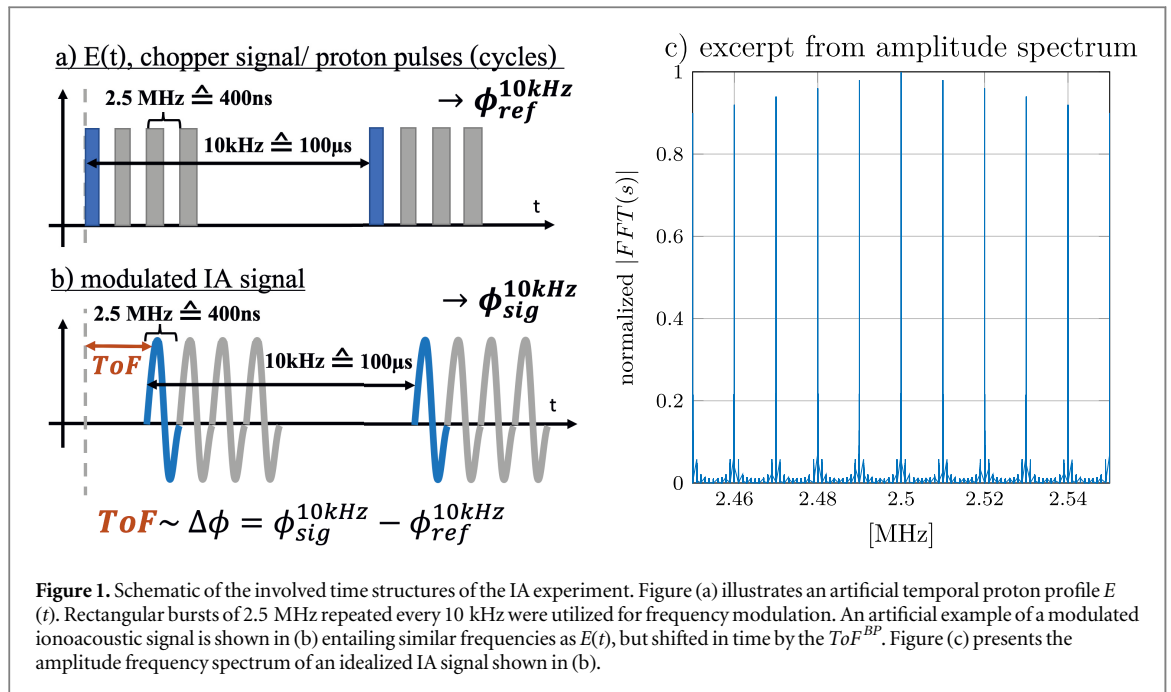 a) E(t), chopper signal/ proton pulses (cycles)
2.5 MHz ≙ 400ns
→ ϕ_ref^10kHz
10kHz ≙ 100µs
t
b) modulated IA signal
→ ϕ_sig^10kHz
2.5 MHz ≙ 400ns
ToF
10kHz ≙ 100µs
t
ToF~ Δϕ = ϕ_sig^10kHz − ϕ_ref^10kHz
c) excerpt from amplitude spectrum
1
0.8
0.6
0.4
0.2
0
normalized |FFT(s)|
2.46 2.48 2.5 2.52 2.54
[MHz]
Figure 1. Schematic of the involved time structures of the IA experiment. Figure (a) illustrates an artificial temporal proton profile E
(t). Rectangular bursts of 2.5 MHz repeated every 10 kHz were utilized for frequency modulation. An artificial example of a modulated
ionoacoustic signal is shown in (b) entailing similar frequencies as E(t), but shifted in time by the ToF^BP. Figure (c) presents the
amplitude frequency spectrum of an idealized IA signal shown in (b).